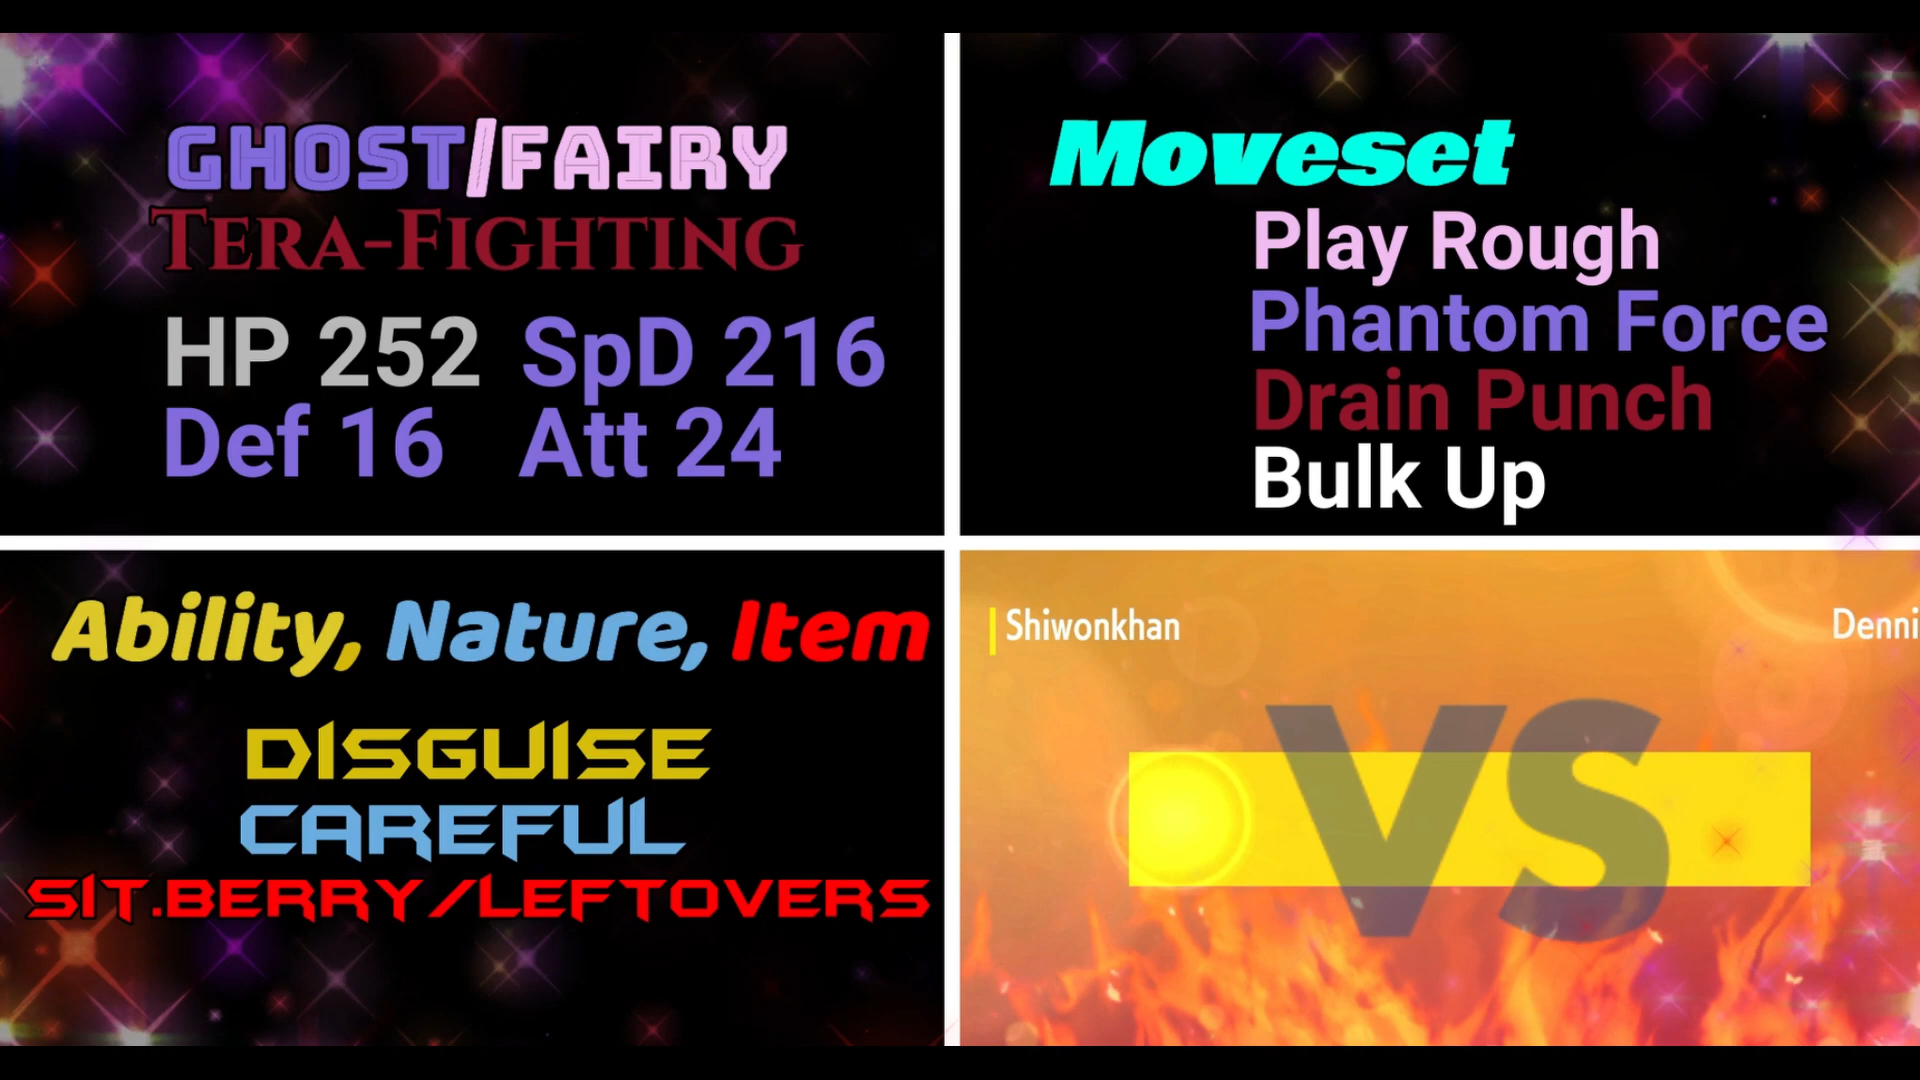 GHOST/FAIRY
TERA-FIGHTING
HP 252 SpD 216
Def 16 Att 24
Moveset
Play Rough
Phantom Force
Drain Punch
Bulk Up
Ability, Nature, Item
DISGUISE
CAREFUL
SIT.BERRY/LEFTOVERS
Shiwonkhan
Denni
VS